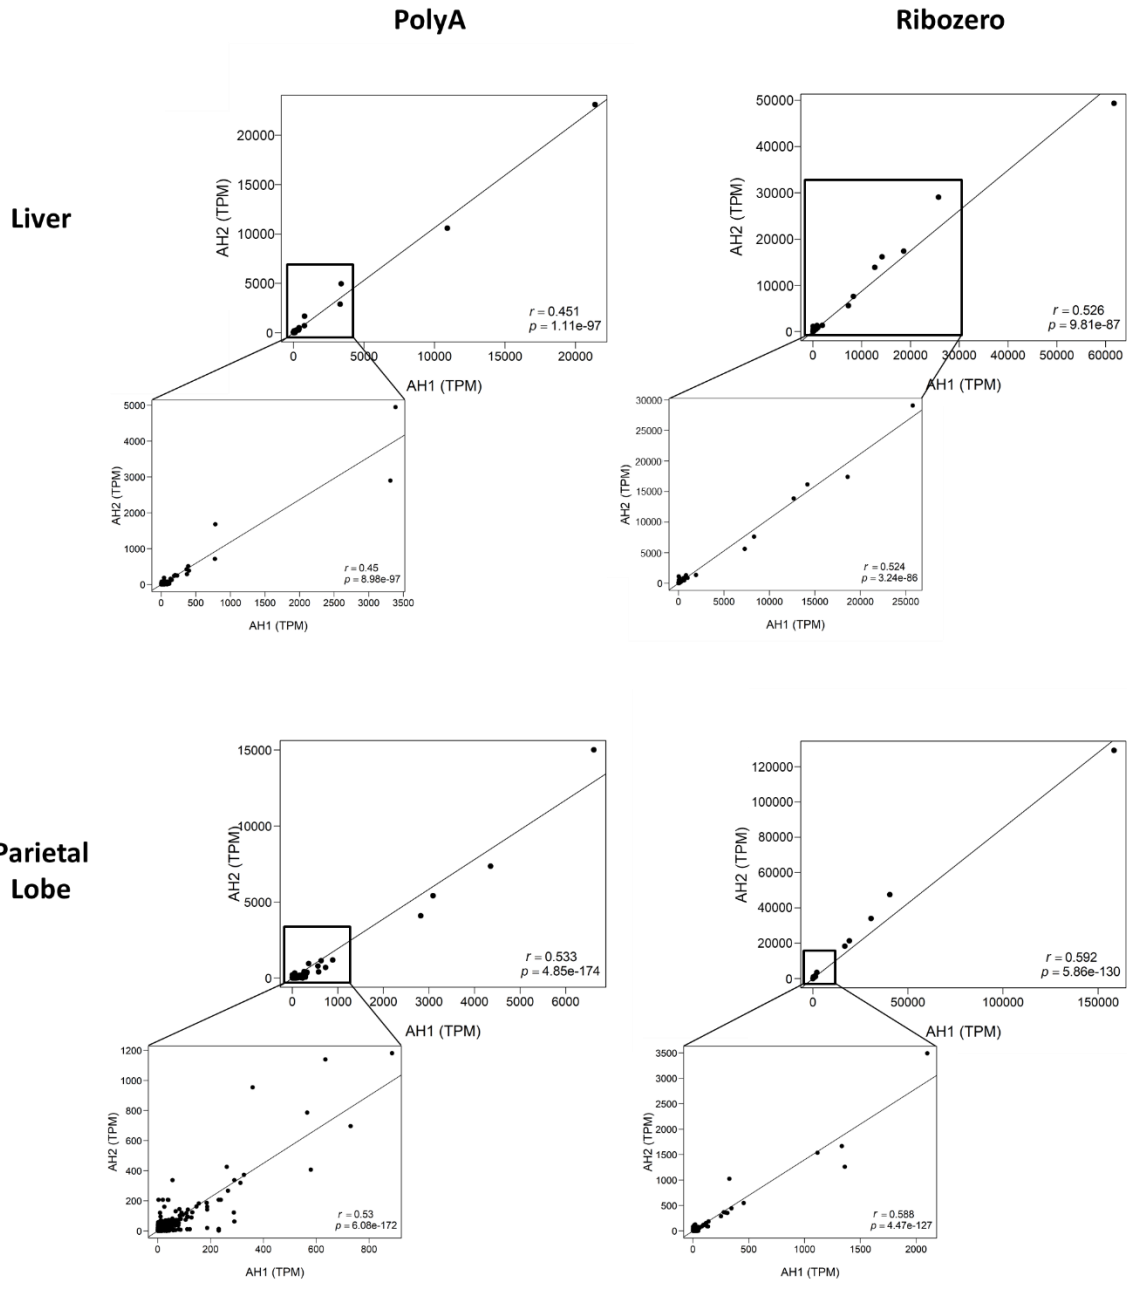 PolyA
Ribozero
Liver
20000
15000
10000
5000
0
AH2 (TPM)
r = 0.451
p = 1.11e-97
0 5000 10000 15000 20000
AH1 (TPM)
50000
40000
30000
20000
10000
0
AH2 (TPM)
r = 0.526
p = 9.81e-87
0 10000 20000 30000 40000 50000 60000
AH1 (TPM)
5000
4000
3000
2000
1000
0
AH2 (TPM)
r = 0.45
p = 8.98e-97
0 500 1000 1500 2000 2500 3000 3500
AH1 (TPM)
30000
25000
20000
15000
10000
5000
0
AH2 (TPM)
r = 0.524
p = 3.24e-86
0 5000 10000 15000 20000 25000
AH1 (TPM)
Parietal
Lobe
15000
10000
5000
0
AH2 (TPM)
r = 0.533
p = 4.85e-174
0 1000 2000 3000 4000 5000 6000
AH1 (TPM)
120000
100000
80000
60000
40000
20000
0
AH2 (TPM)
r = 0.592
p = 5.86e-130
0 50000 100000 150000
AH1 (TPM)
1200
1000
800
600
400
200
0
AH2 (TPM)
r = 0.53
p = 6.08e-172
0 200 400 600 800
AH1 (TPM)
3500
3000
2500
2000
1500
1000
500
0
AH2 (TPM)
r = 0.588
p = 4.47e-127
0 500 1000 1500 2000
AH1 (TPM)